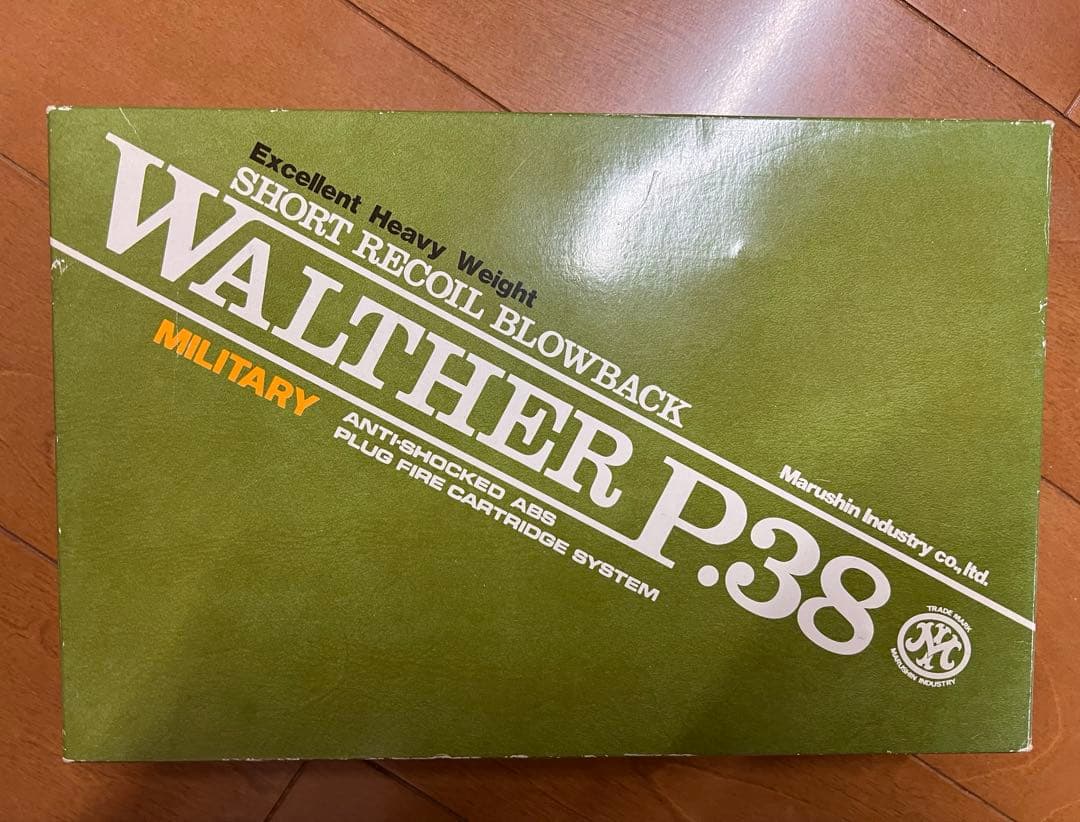 Excellent Heavy Weight
SHORT RECOIL BLOWBACK
WALTHER P.38
MILITARY
ANTI-SHOCKED ABS
PLUG FIRE CARTRIDGE SYSTEM
Marushin Industry co., ltd.
TRADE MARK
M
MARUSHIN INDUSTRY